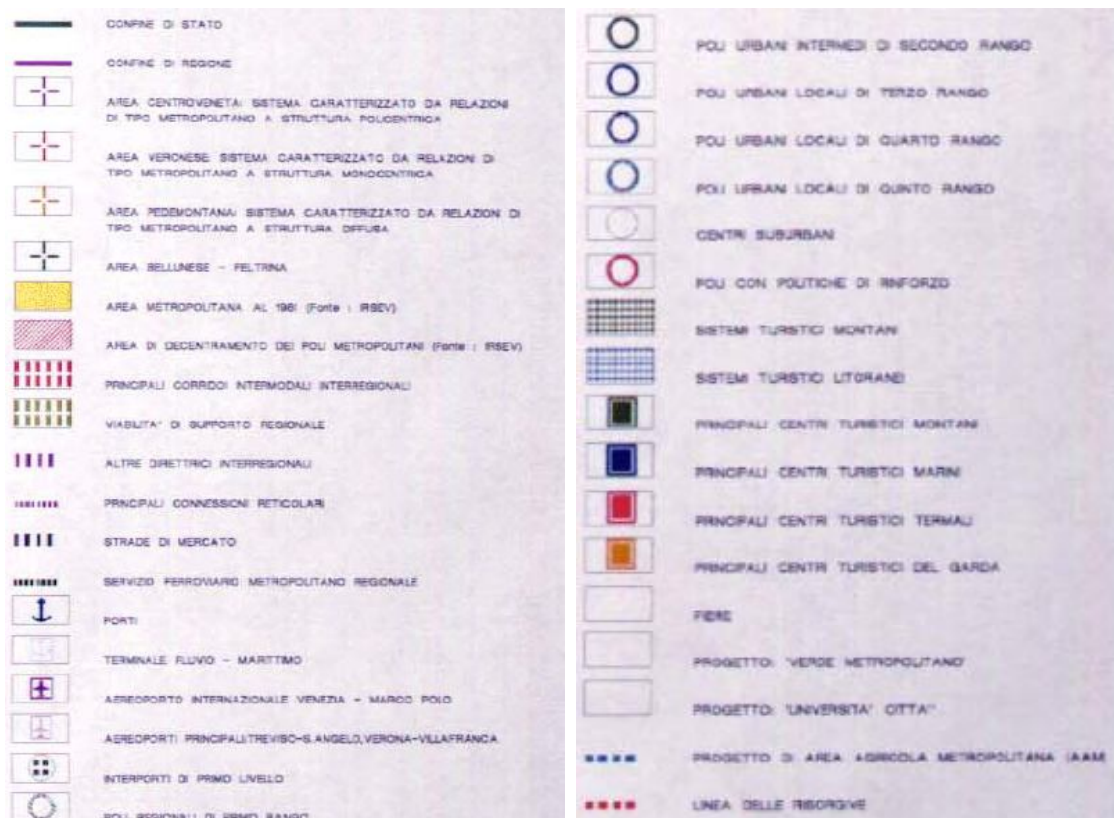 CONFINE DI STATO
CONFINE DI REGIONE
AREA CENTROVENETA: SISTEMA CARATTERIZZATO DA RELAZIONI
DI TIPO METROPOLITANO A STRUTTURA POLICENTRICA
AREA VERONESE: SISTEMA CARATTERIZZATO DA RELAZIONI DI
TIPO METROPOLITANO A STRUTTURA MONOCENTRICA
AREA PEDEMONTANA: SISTEMA CARATTERIZZATO DA RELAZIONI DI
TIPO METROPOLITANO A STRUTTURA DIFFUSA
AREA BELLUNESE - FELTRINA
AREA METROPOLITANA AL 1981 (Fonte : IRSEV)
AREA DI DECENTRAMENTO DEI POLI METROPOLITANI (Fonte : IRSEV)
PRINCIPALI CORRIDOI INTERMODALI INTERREGIONALI
VIABILITA' DI SUPPORTO REGIONALE
ALTRE DIRETTRICI INTERREGIONALI
PRINCIPALI CONNESSIONI RETICOLARI
STRADE DI MERCATO
SERVIZIO FERROVIARIO METROPOLITANO REGIONALE
PORTI
TERMINALE FLUVIO - MARITTIMO
AEREOPORTO INTERNAZIONALE VENEZIA - MARCO POLO
AEREOPORTI PRINCIPALI:TREVISO-S.ANGELO,VERONA-VILLAFRANCA
INTERPORTI DI PRIMO LIVELLO
POLI REGIONALI DI PRIMO RANGO
POLI URBANI INTERMEDI DI SECONDO RANGO
POLI URBANI LOCALI DI TERZO RANGO
POLI URBANI LOCALI DI QUARTO RANGO
POLI URBANI LOCALI DI QUINTO RANGO
CENTRI SUBURBANI
POLI CON POLITICHE DI RINFORZO
SISTEMI TURISTICI MONTANI
SISTEMI TURISTICI LITORANEI
PRINCIPALI CENTRI TURISTICI MONTANI
PRINCIPALI CENTRI TURISTICI MARINI
PRINCIPALI CENTRI TURISTICI TERMALI
PRINCIPALI CENTRI TURISTICI DEL GARDA
FIERE
PROGETTO: 'VERDE METROPOLITANO'
PROGETTO: 'UNIVERSITA' CITTA''
PROGETTO DI AREA AGRICOLA METROPOLITANA (AAM
LINEA DELLE RISORGIVE